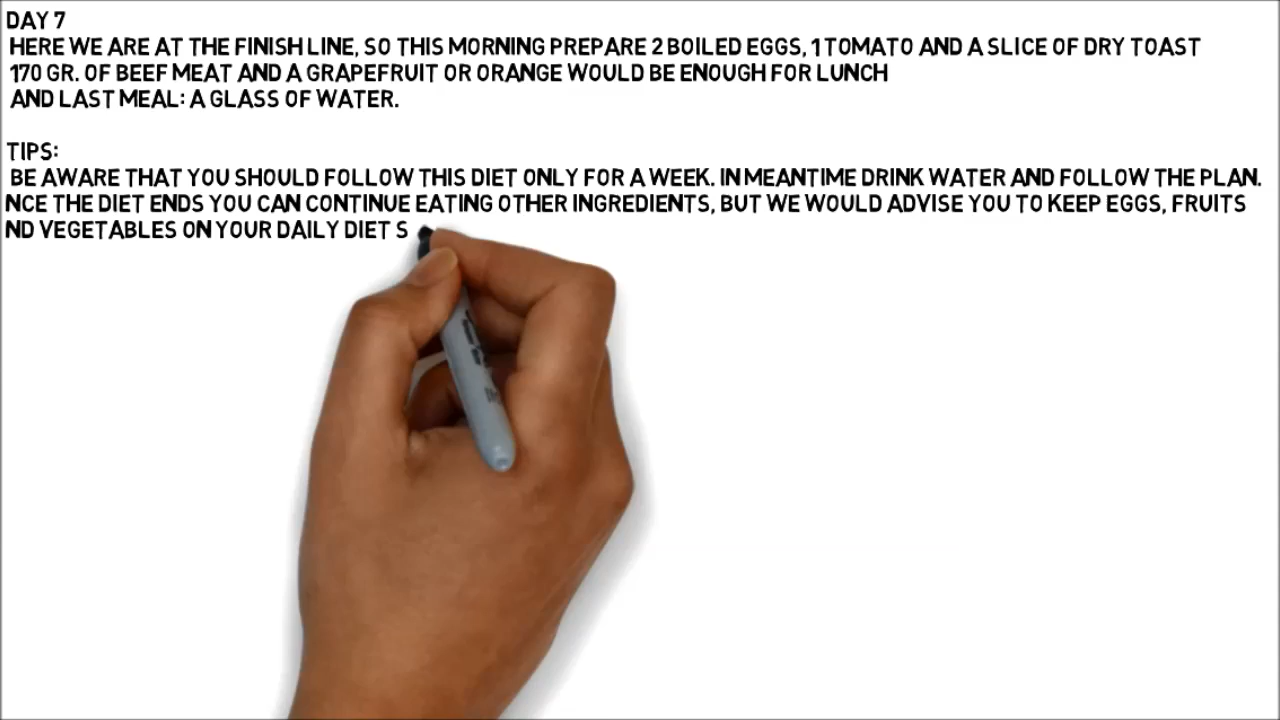 DAY 7
HERE WE ARE AT THE FINISH LINE, SO THIS MORNING PREPARE 2 BOILED EGGS, 1 TOMATO AND A SLICE OF DRY TOAST
170 GR. OF BEEF MEAT AND A GRAPEFRUIT OR ORANGE WOULD BE ENOUGH FOR LUNCH
AND LAST MEAL: A GLASS OF WATER.
TIPS:
BE AWARE THAT YOU SHOULD FOLLOW THIS DIET ONLY FOR A WEEK. IN MEANTIME DRINK WATER AND FOLLOW THE PLAN.
NCE THE DIET ENDS YOU CAN CONTINUE EATING OTHER INGREDIENTS, BUT WE WOULD ADVISE YOU TO KEEP EGGS, FRUITS
ND VEGETABLES ON YOUR DAILY DIET S